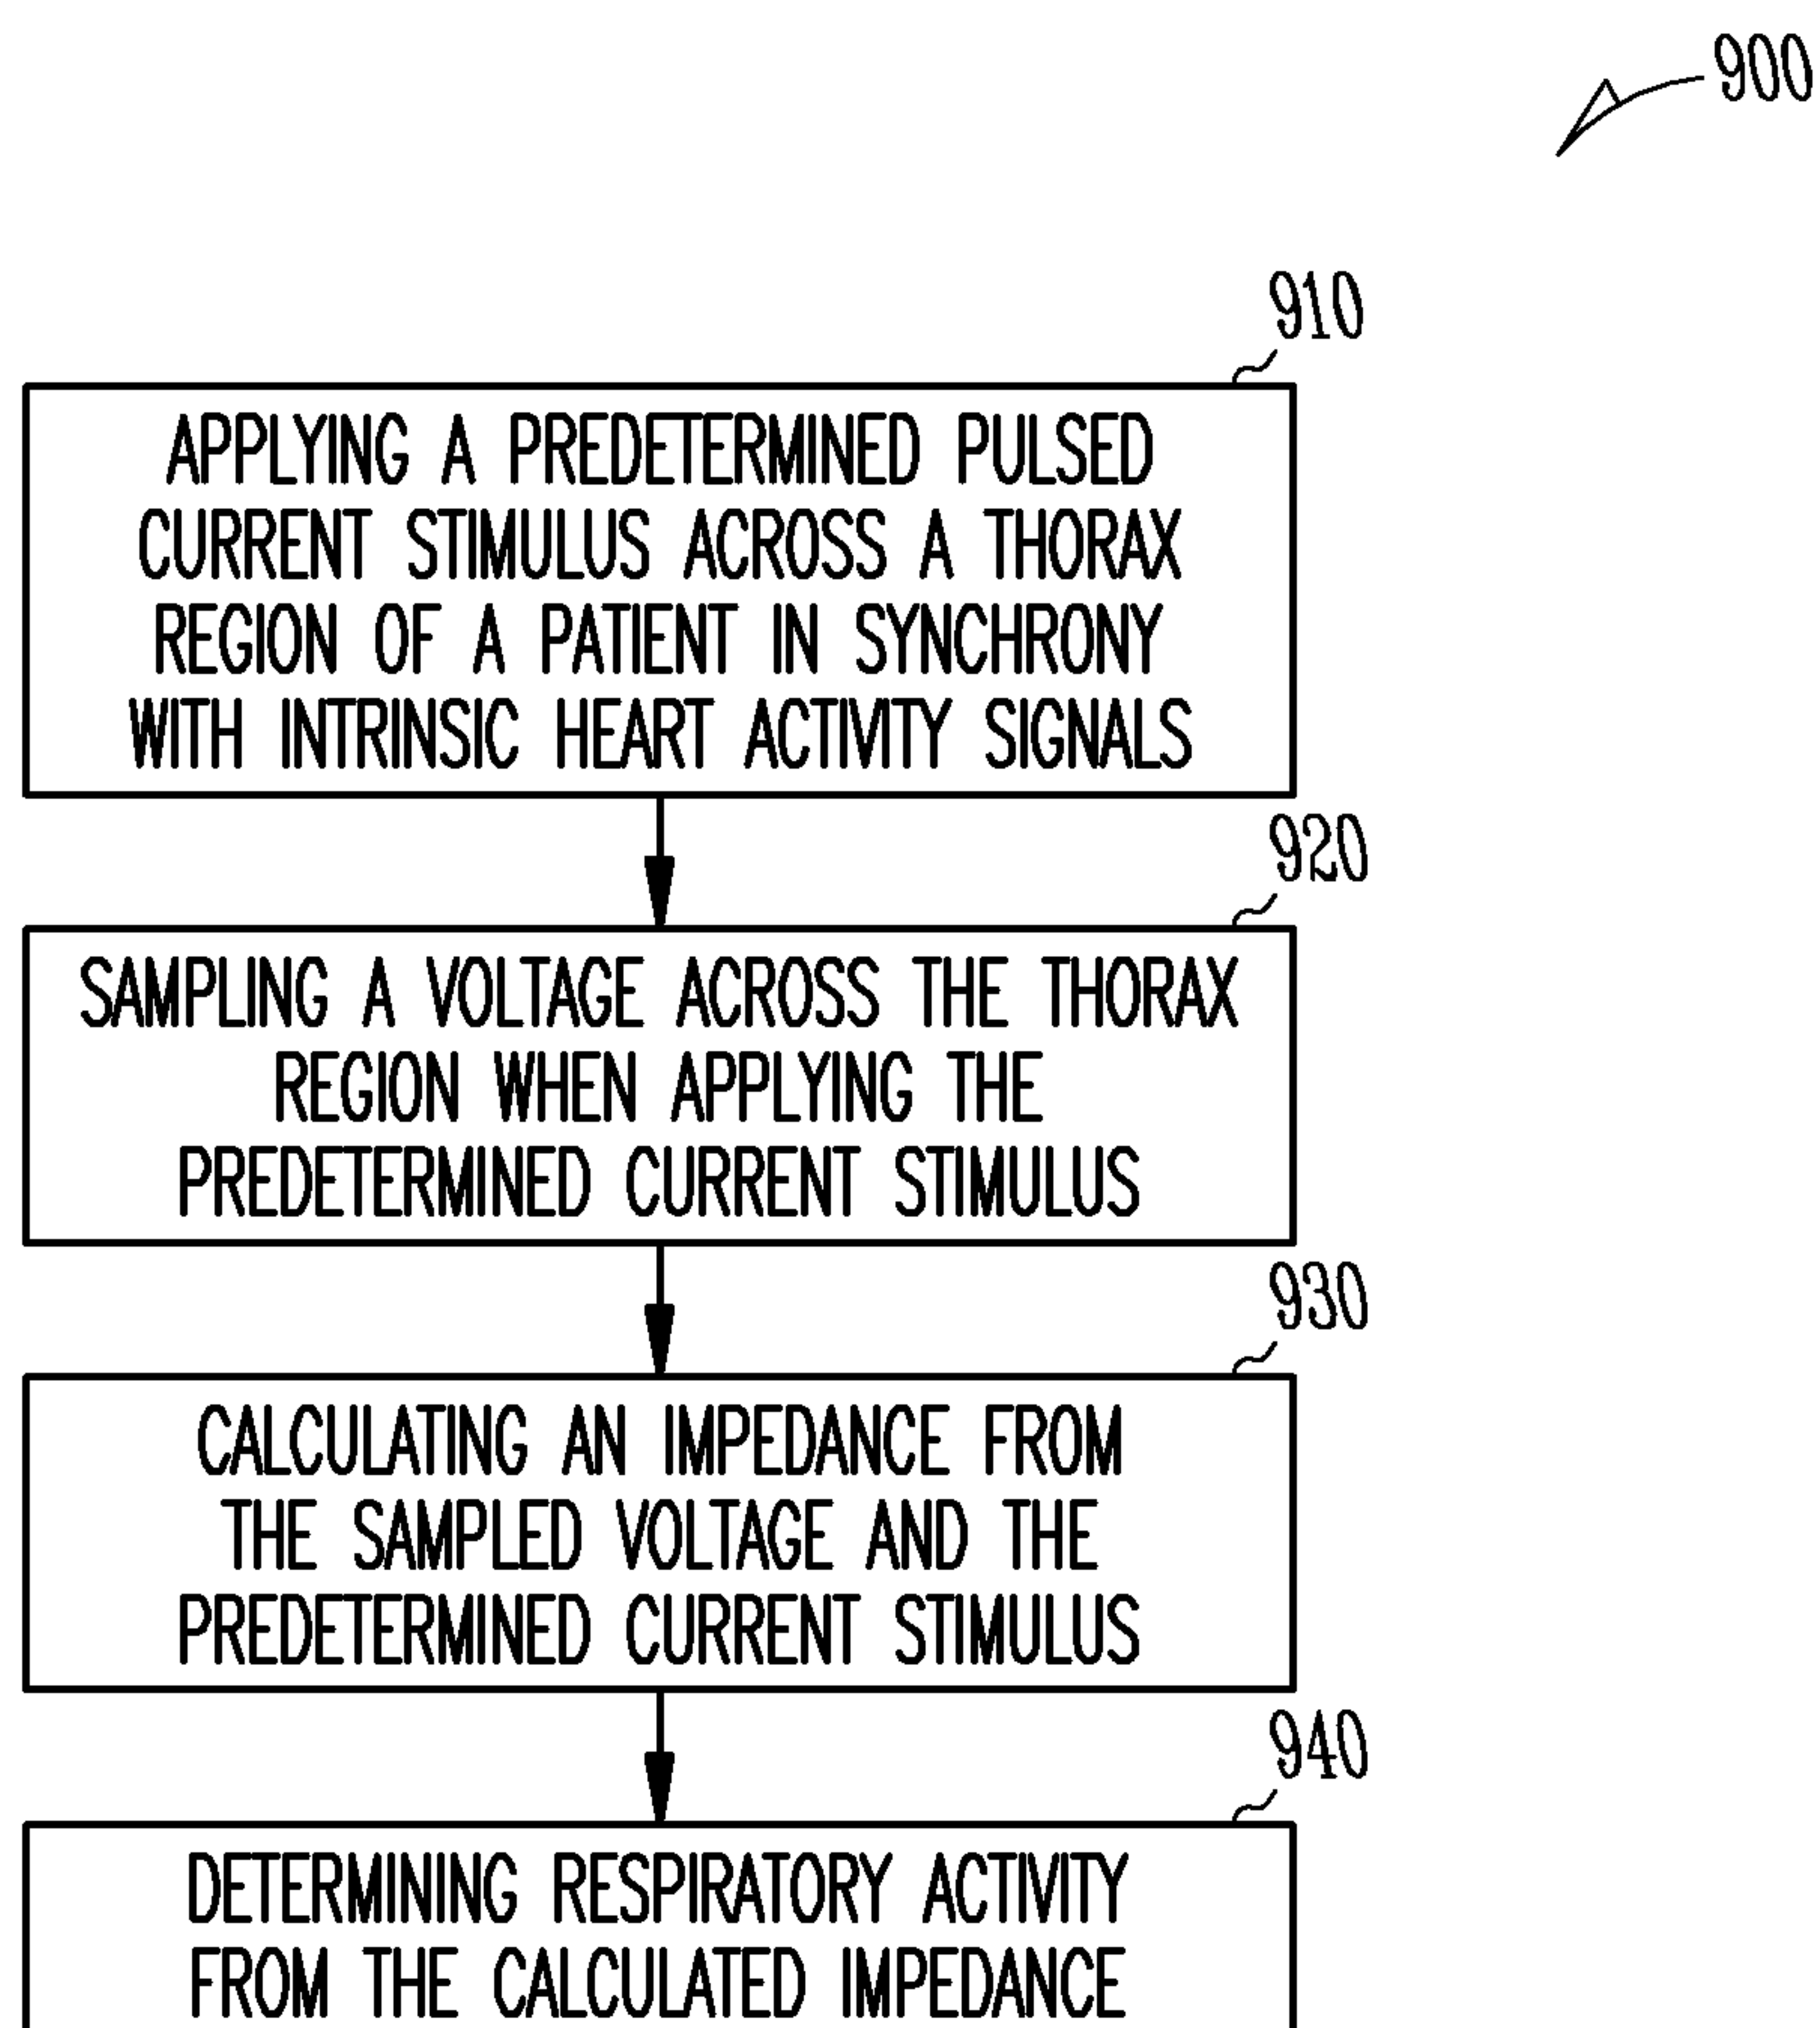 900
910
APPLYING A PREDETERMINED PULSED
CURRENT STIMULUS ACROSS A THORAX
REGION OF A PATIENT IN SYNCHRONY
WITH INTRINSIC HEART ACTIVITY SIGNALS
920
SAMPLING A VOLTAGE ACROSS THE THORAX
REGION WHEN APPLYING THE
PREDETERMINED CURRENT STIMULUS
930
CALCULATING AN IMPEDANCE FROM
THE SAMPLED VOLTAGE AND THE
PREDETERMINED CURRENT STIMULUS
940
DETERMINING RESPIRATORY ACTIVITY
FROM THE CALCULATED IMPEDANCE